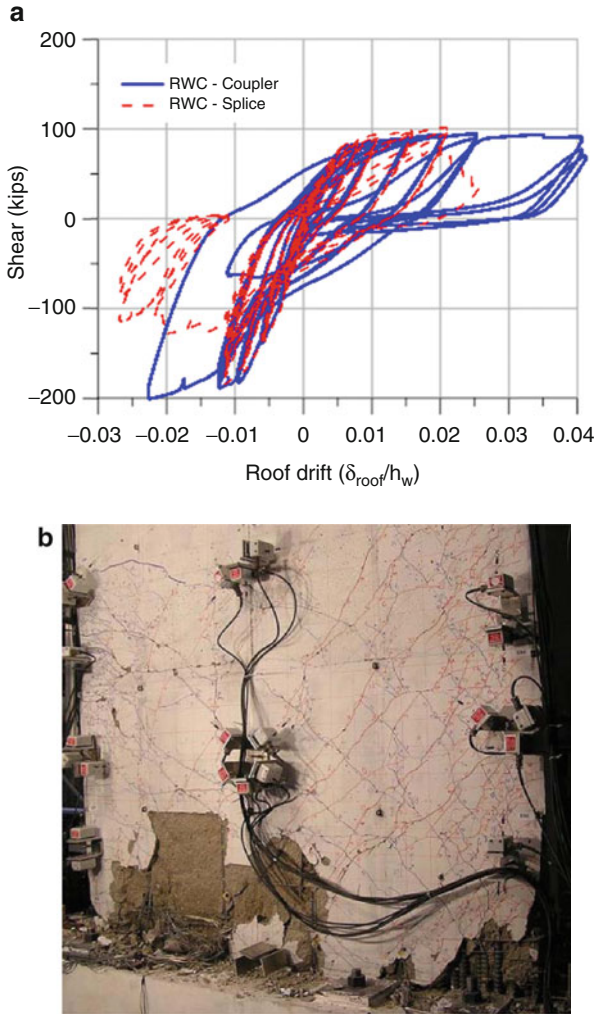 a
200
100
0
–100
–200
Shear (kips)
RWC - Coupler
RWC - Splice
–0.03 –0.02 –0.01 0 0.01 0.02 0.03 0.04
Roof drift (δroof/hw)
b